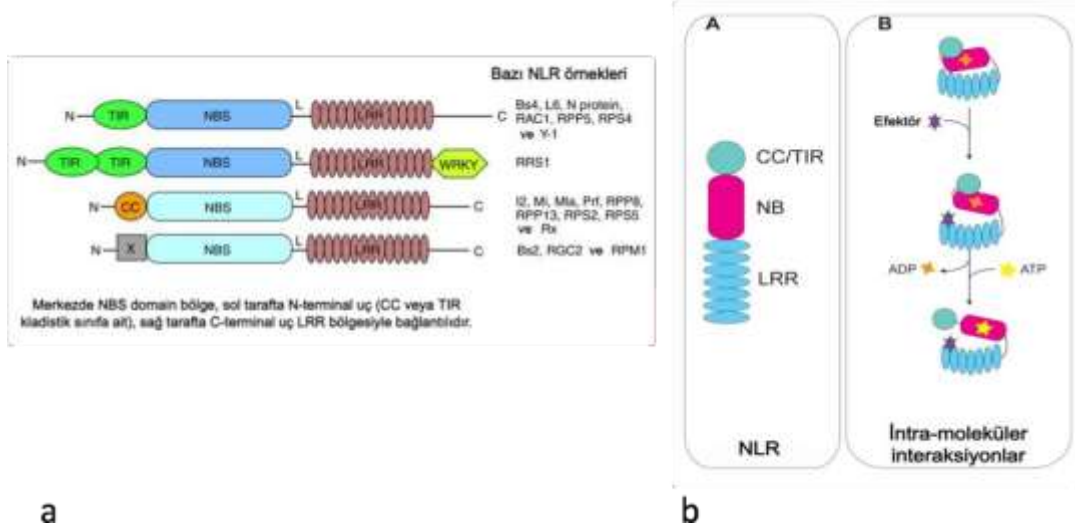 Bazı NLR örnekleri
N TIR NBS L LRR C
Bs4, L6, N protein,
RAC1, RPP5, RPS4
ve Y-1
N TIR TIR NBS L LRR WRKY
RRS1
N CC NBS L LRR C
I2, Mi, Mla, Prf, RPP8,
RPP13, RPS2, RPS5
ve Rx
N X NBS L LRR C
Bs2, RGC2 ve RPM1
Merkezde NBS domain bölge, sol tarafta N-terminal uç (CC veya TIR
kladistik sınıfa ait), sağ tarafta C-terminal uç LRR bölgesiyle bağlantılıdır.
a
A
CC/TIR
NB
LRR
NLR
B
Efektör
ADP
ATP
İntra-moleküler
interaksiyonlar
b